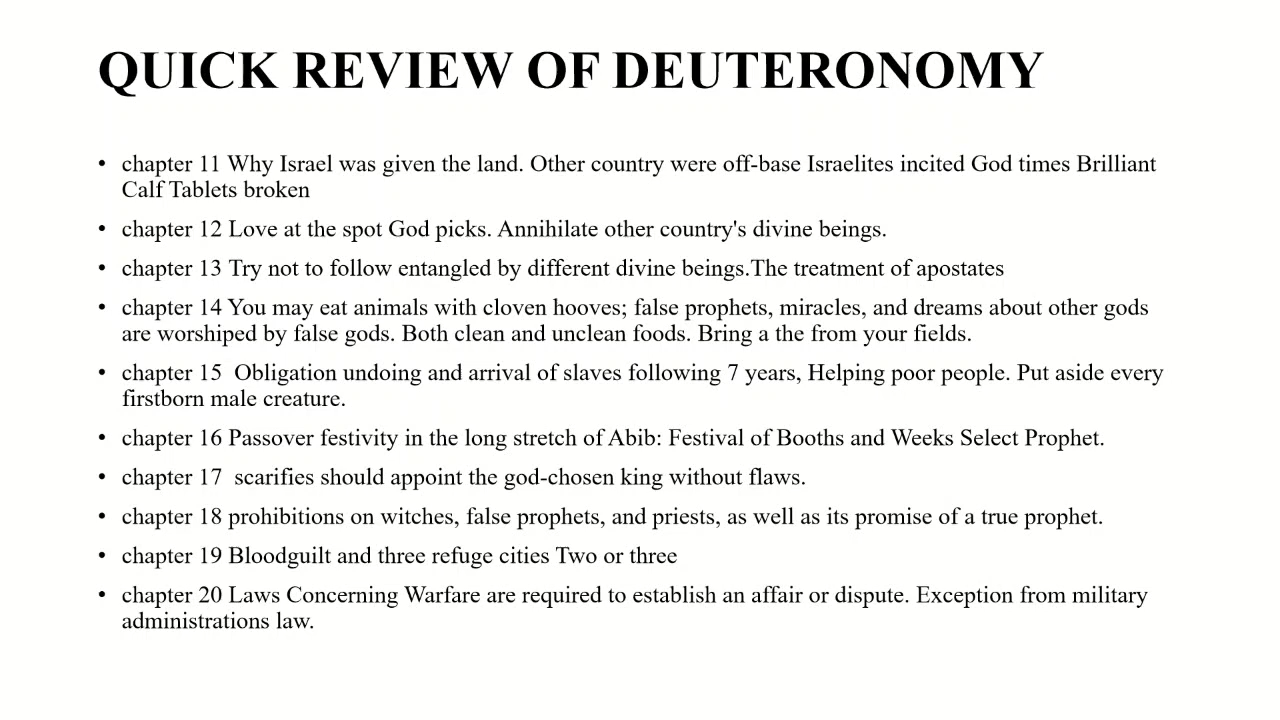 QUICK REVIEW OF DEUTERONOMY
• chapter 11 Why Israel was given the land. Other country were off-base Israelites incited God times Brilliant
Calf Tablets broken
• chapter 12 Love at the spot God picks. Annihilate other country's divine beings.
• chapter 13 Try not to follow entangled by different divine beings.The treatment of apostates
• chapter 14 You may eat animals with cloven hooves; false prophets, miracles, and dreams about other gods
are worshiped by false gods. Both clean and unclean foods. Bring a the from your fields.
• chapter 15  Obligation undoing and arrival of slaves following 7 years, Helping poor people. Put aside every
firstborn male creature.
• chapter 16 Passover festivity in the long stretch of Abib: Festival of Booths and Weeks Select Prophet.
• chapter 17  scarifies should appoint the god-chosen king without flaws.
• chapter 18 prohibitions on witches, false prophets, and priests, as well as its promise of a true prophet.
• chapter 19 Bloodguilt and three refuge cities Two or three
• chapter 20 Laws Concerning Warfare are required to establish an affair or dispute. Exception from military
administrations law.